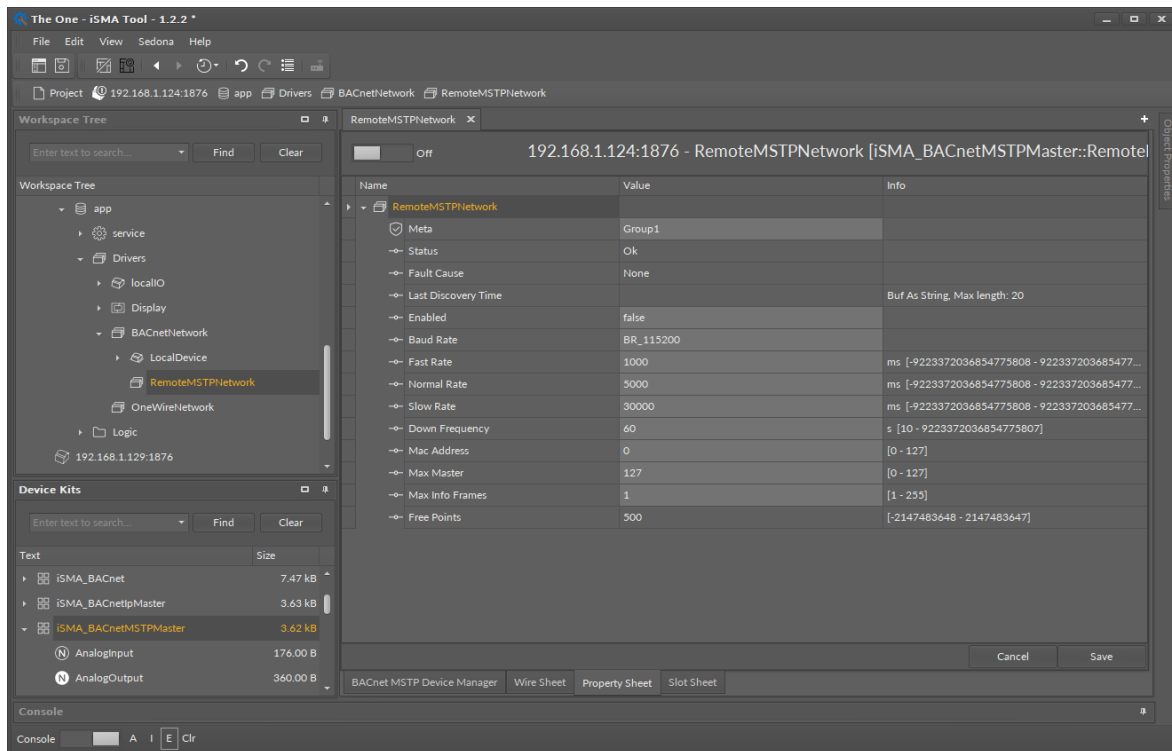 The One - iSMA Tool - 1.2.2 *
File Edit View Sedona Help
Project 192.168.1.124:1876 app Drivers BACnetNetwork RemoteMSTPNetwork
Workspace Tree
Enter text to search... Find Clear
Workspace Tree
app
service
Drivers
localIO
Display
BACnetNetwork
LocalDevice
RemoteMSTPNetwork
OneWireNetwork
Logic
192.168.1.129:1876
Device Kits
Enter text to search... Find Clear
Text Size
iSMA_BACnet 7.47 kB
iSMA_BACnetIpMaster 3.63 kB
iSMA_BACnetMSTPMaster 3.62 kB
N AnalogInput 176.00 B
N AnalogOutput 360.00 B
RemoteMSTPNetwork
Off 192.168.1.124:1876 - RemoteMSTPNetwork [iSMA_BACnetMSTPMaster::Remotel
Name Value Info
RemoteMSTPNetwork
Meta Group1
Status Ok
Fault Cause None
Last Discovery Time Buf As String, Max length: 20
Enabled false
Baud Rate BR_115200
Fast Rate 1000 ms [-9223372036854775808 - 922337203685477...
Normal Rate 5000 ms [-9223372036854775808 - 922337203685477...
Slow Rate 30000 ms [-9223372036854775808 - 922337203685477...
Down Frequency 60 s [10 - 9223372036854775807]
Mac Address 0 [0 - 127]
Max Master 127 [0 - 127]
Max Info Frames 1 [1 - 255]
Free Points 500 [-2147483648 - 2147483647]
Cancel Save
BACnet MSTP Device Manager Wire Sheet Property Sheet Slot Sheet
Object Properties
Console
Console A I E Clr